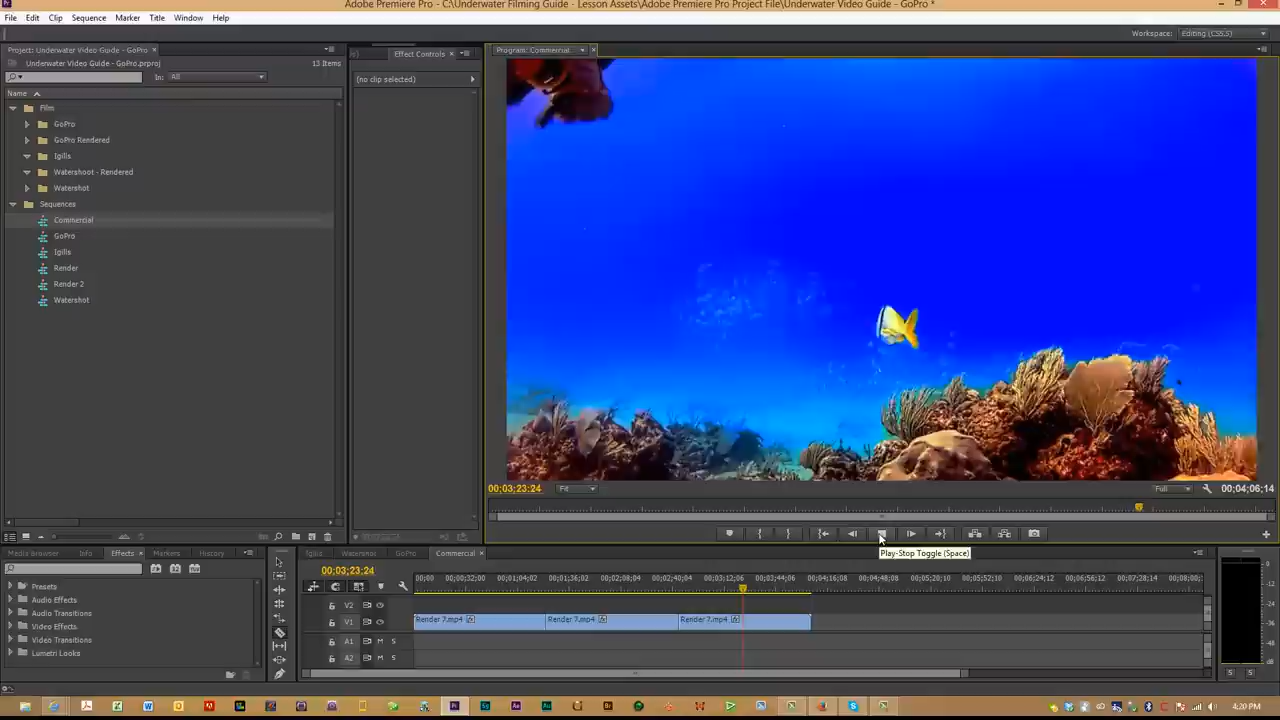 Adobe Premiere Pro - C:\Underwater Filming Guide - Lesson Assets\Adobe Premiere Pro Project File\Underwater Video Guide - GoPro *
File Edit Clip Sequence Marker Title Window Help
Workspace: Editing (CS5.5)
Project: Underwater Video Guide - GoPro
Effect Controls
Program: Commercial
Underwater Video Guide - GoPro.prproj
13 Items
In: All
(no clip selected)
Name
Film
GoPro
GoPro Rendered
Igills
Watershoot - Rendered
Watershot
Sequences
Commercial
GoPro
Igills
Render
Render 2
Watershot
00;03;23;24
Fit
Full
00;04;06;14
Play-Stop Toggle (Space)
Media Browser Info Effects Markers History
Igills Watershot GoPro Commercial
00;03;23;24
00;00 00;00;32;00 00;01;04;02 00;01;36;02 00;02;08;04 00;02;40;04 00;03;12;06 00;03;44;06 00;04;16;08 00;04;48;08 00;05;20;10 00;05;52;10 00;06;24;12 00;06;56;12 00;07;28;14 00;08;00;
Presets
Audio Effects
Audio Transitions
Video Effects
Video Transitions
Lumetri Looks
V2
V1 Render 7.mp4 Render 7.mp4 Render 7.mp4
A1 M S
A2 M S
S S
4:20 PM